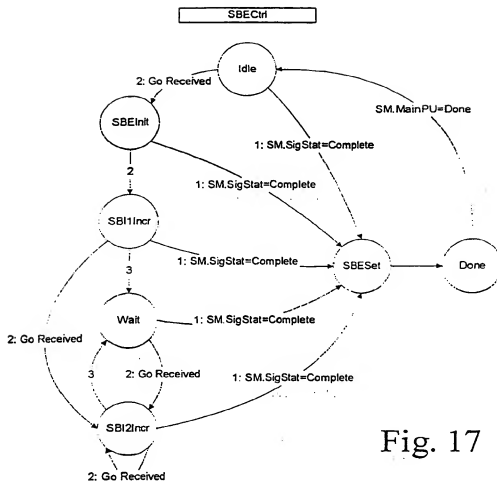 SBECtrl
Idle
2: Go Received
SM.MainPU=Done
SBEInit
1: SM.SigStat=Complete
2
1: SM.SigStat=Complete
SBI1Incr
1: SM.SigStat=Complete
SBESet
Done
3
Wait
1: SM.SigStat=Complete
2: Go Received
3
2: Go Received
1: SM.SigStat=Complete
SBI2Incr
Fig. 17
2: Go Received